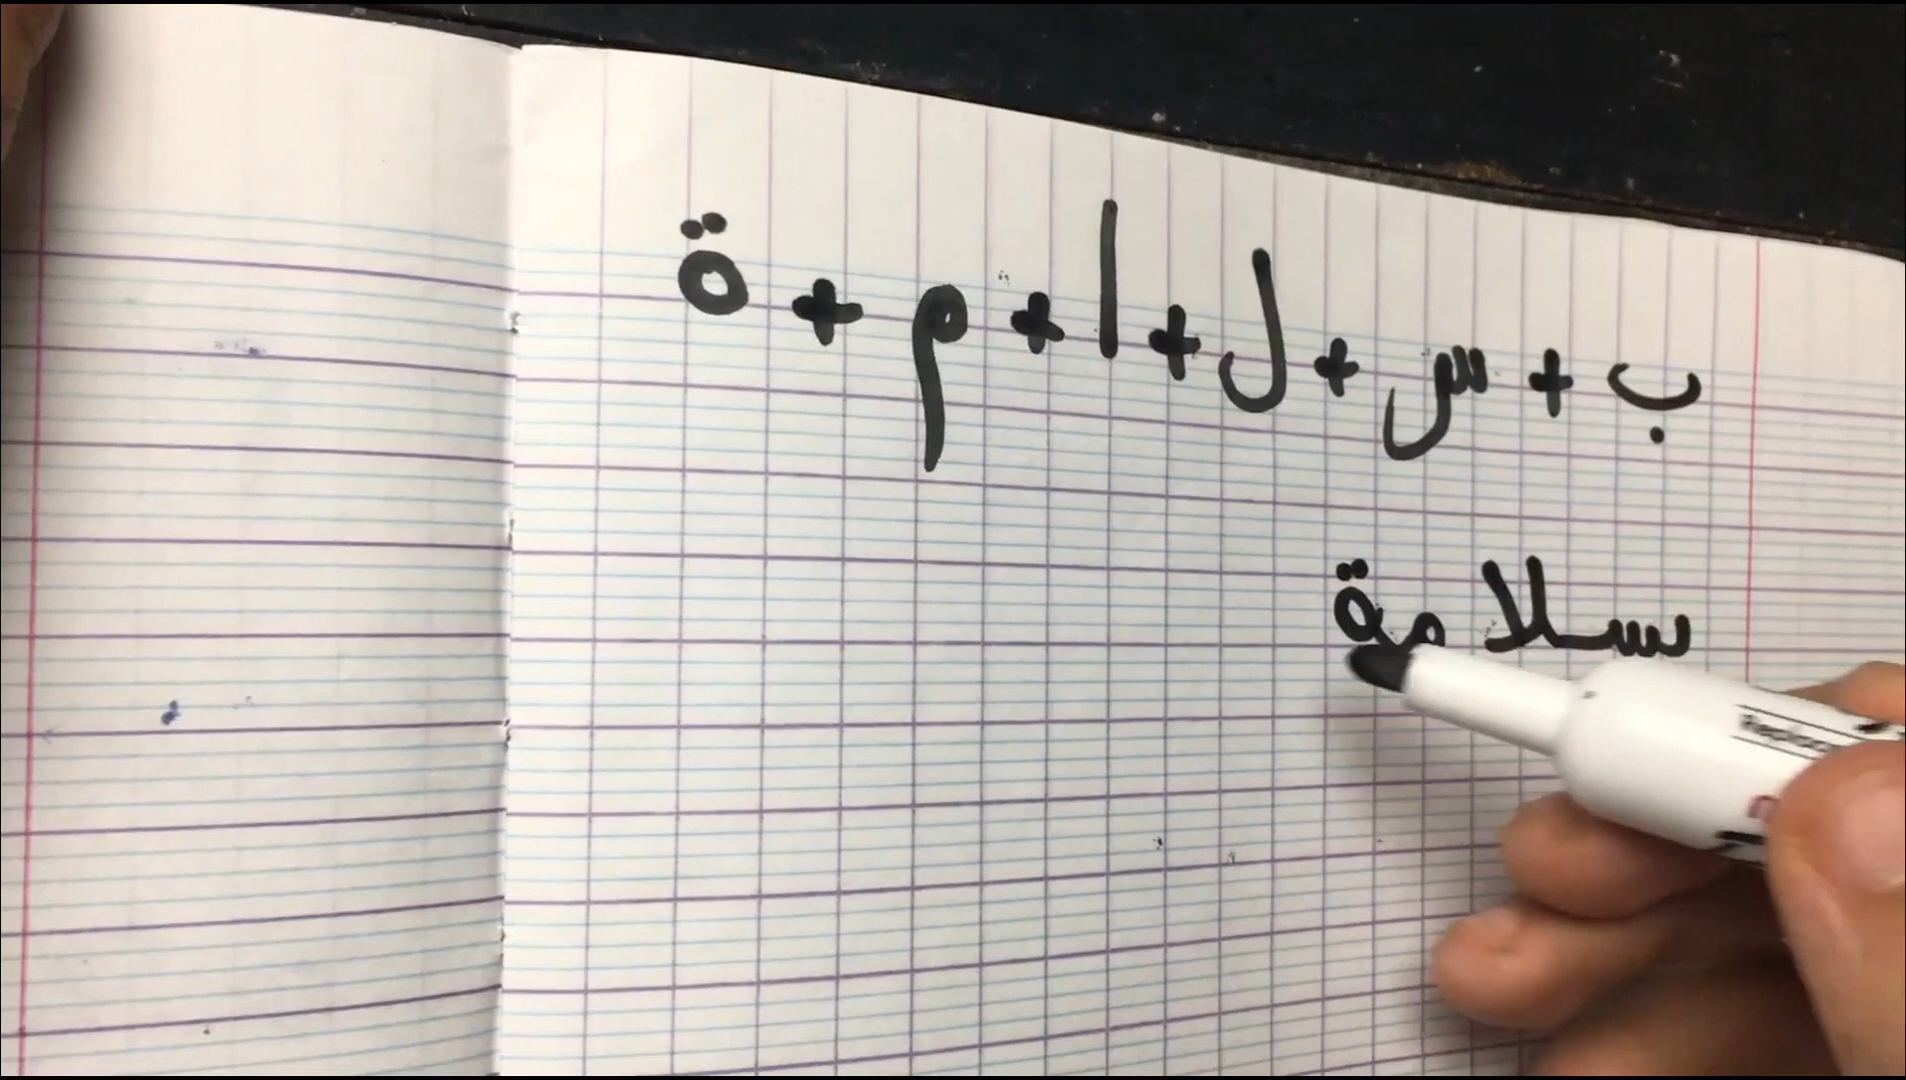 ب + س + ل + ا + م + ة
سلامة